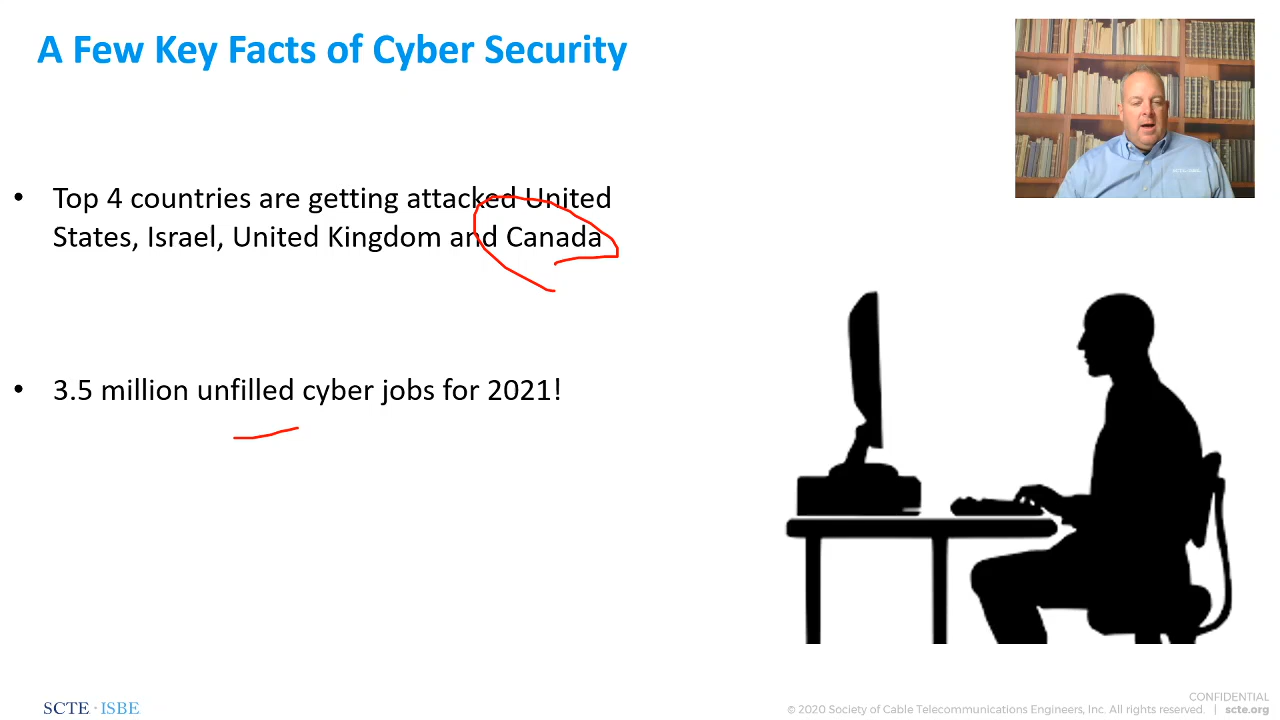 A Few Key Facts of Cyber Security
• Top 4 countries are getting attacked United
States, Israel, United Kingdom and Canada
• 3.5 million unfilled cyber jobs for 2021!
SCTE · ISBE
CONFIDENTIAL
© 2020 Society of Cable Telecommunications Engineers, Inc. All rights reserved. | scte.org
SCTE·ISBE